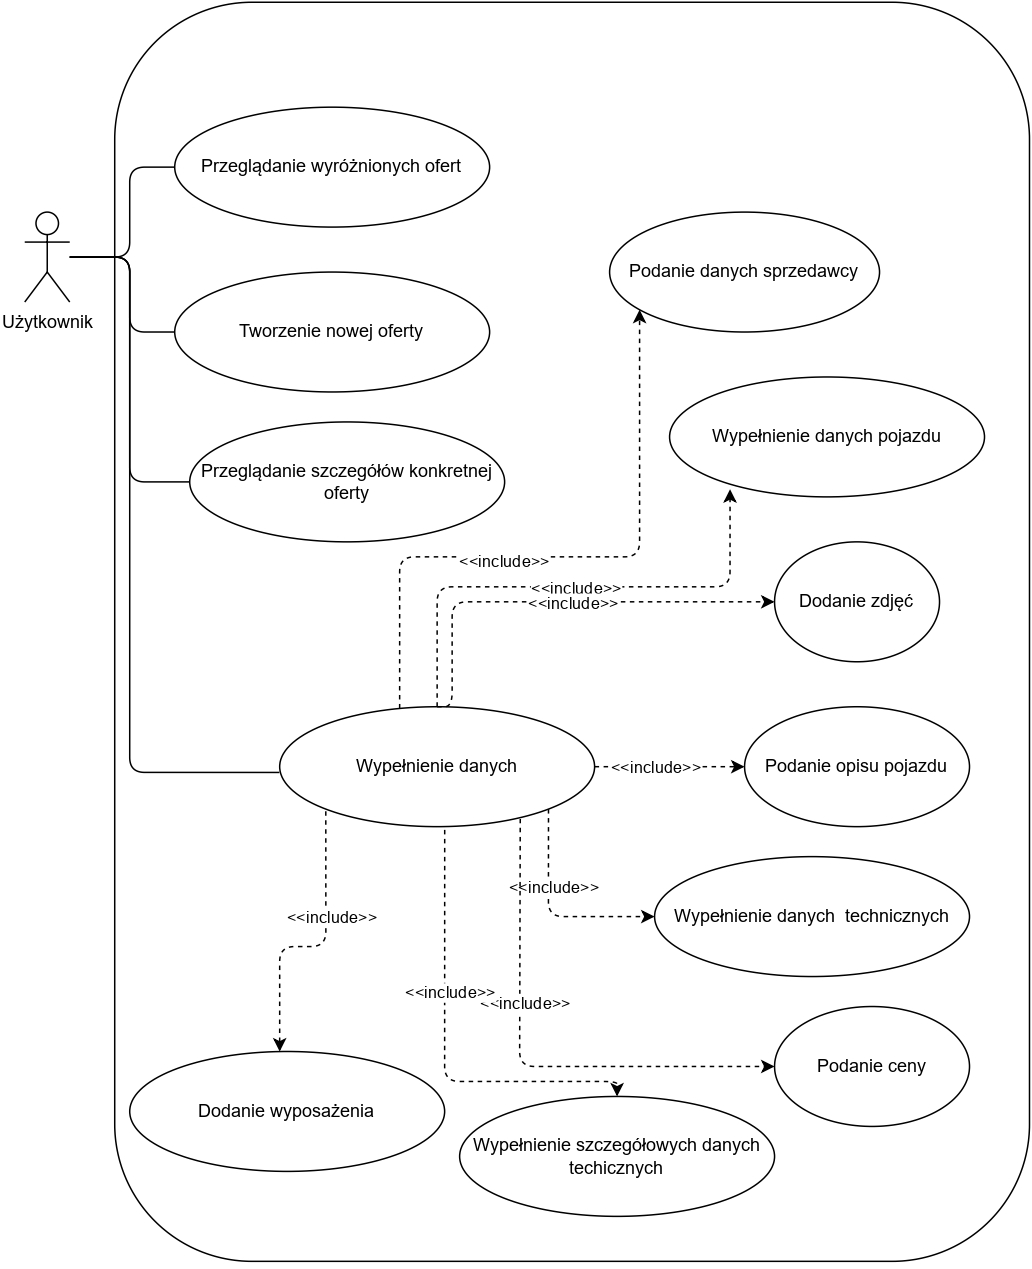 Przeglądanie wyróżnionych ofert
Użytkownik
Podanie danych sprzedawcy
Tworzenie nowej oferty
Wypełnienie danych pojazdu
Przeglądanie szczegółów konkretnej
oferty
<<include>>
<<include>>
<<include>>
Dodanie zdjęć
Wypełnienie danych
<<include>>
Podanie opisu pojazdu
<<include>>
<<include>>
Wypełnienie danych  technicznych
<<include>>
<<include>>
Podanie ceny
Dodanie wyposażenia
Wypełnienie szczegółowych danych
techicznych